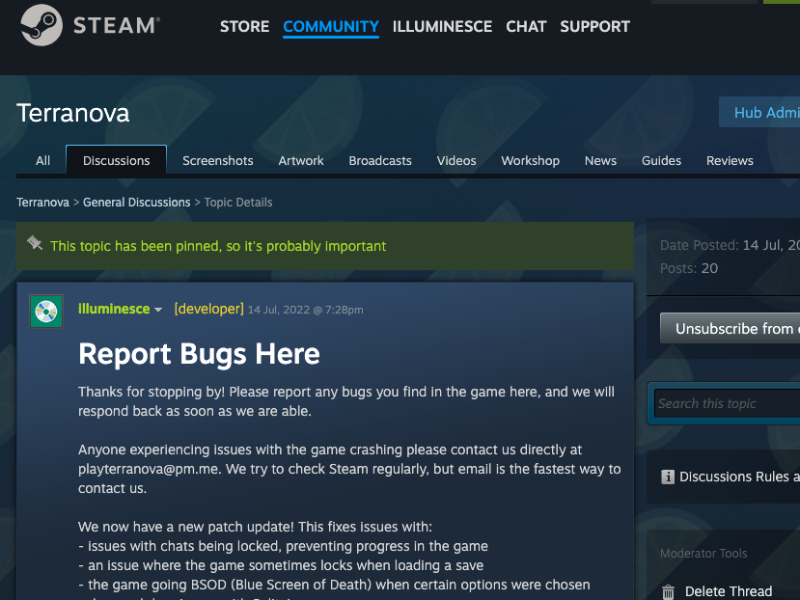 STEAM®
STORE COMMUNITY ILLUMINESCE CHAT SUPPORT
Terranova
Hub Admi
All Discussions Screenshots Artwork Broadcasts Videos Workshop News Guides Reviews
Terranova > General Discussions > Topic Details
This topic has been pinned, so it's probably important
Date Posted: 14 Jul, 20
Posts: 20
illuminesce [developer] 14 Jul, 2022 @ 7:28pm
Unsubscribe from
Report Bugs Here
Thanks for stopping by! Please report any bugs you find in the game here, and we will
respond back as soon as we are able.
Search this topic
Anyone experiencing issues with the game crashing please contact us directly at
playterranova@pm.me. We try to check Steam regularly, but email is the fastest way to
contact us.
Discussions Rules a
We now have a new patch update! This fixes issues with:
- issues with chats being locked, preventing progress in the game
- an issue where the game sometimes locks when loading a save
- the game going BSOD (Blue Screen of Death) when certain options were chosen
Moderator Tools
Delete Thread